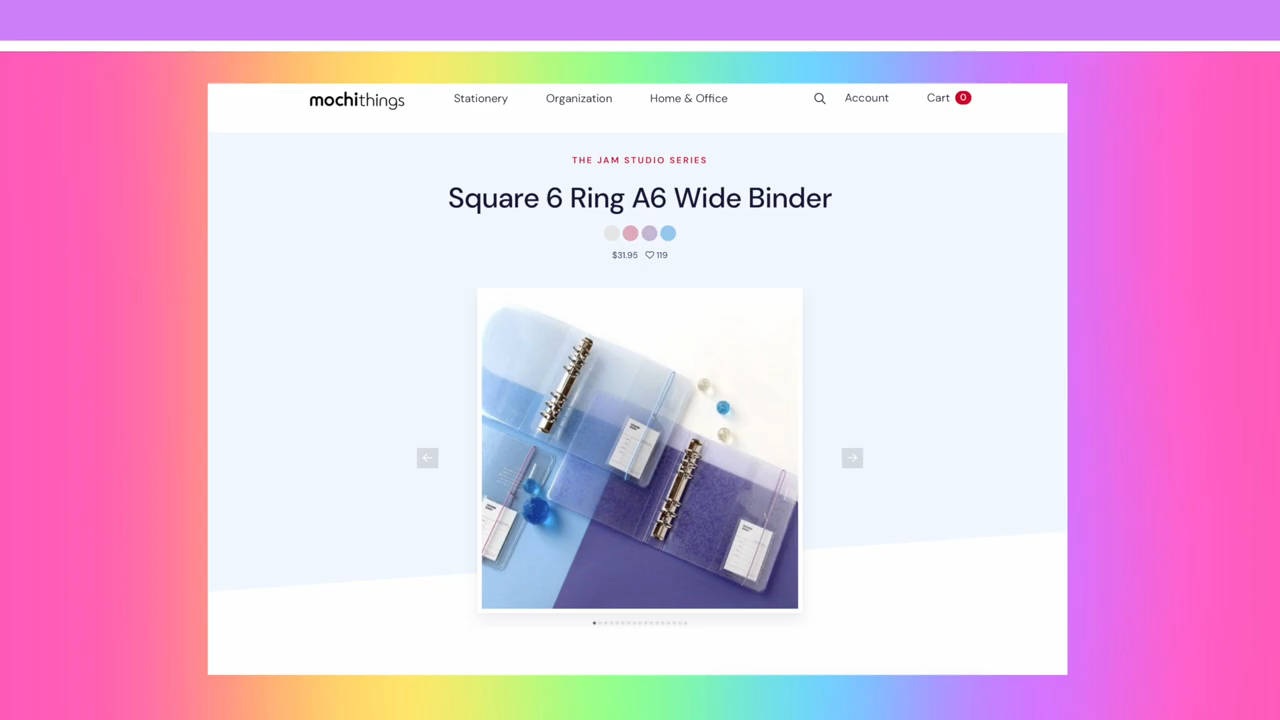 mochithings
Stationery
Organization
Home & Office
Account
Cart 0
THE JAM STUDIO SERIES
Square 6 Ring A6 Wide Binder
$31.95 119